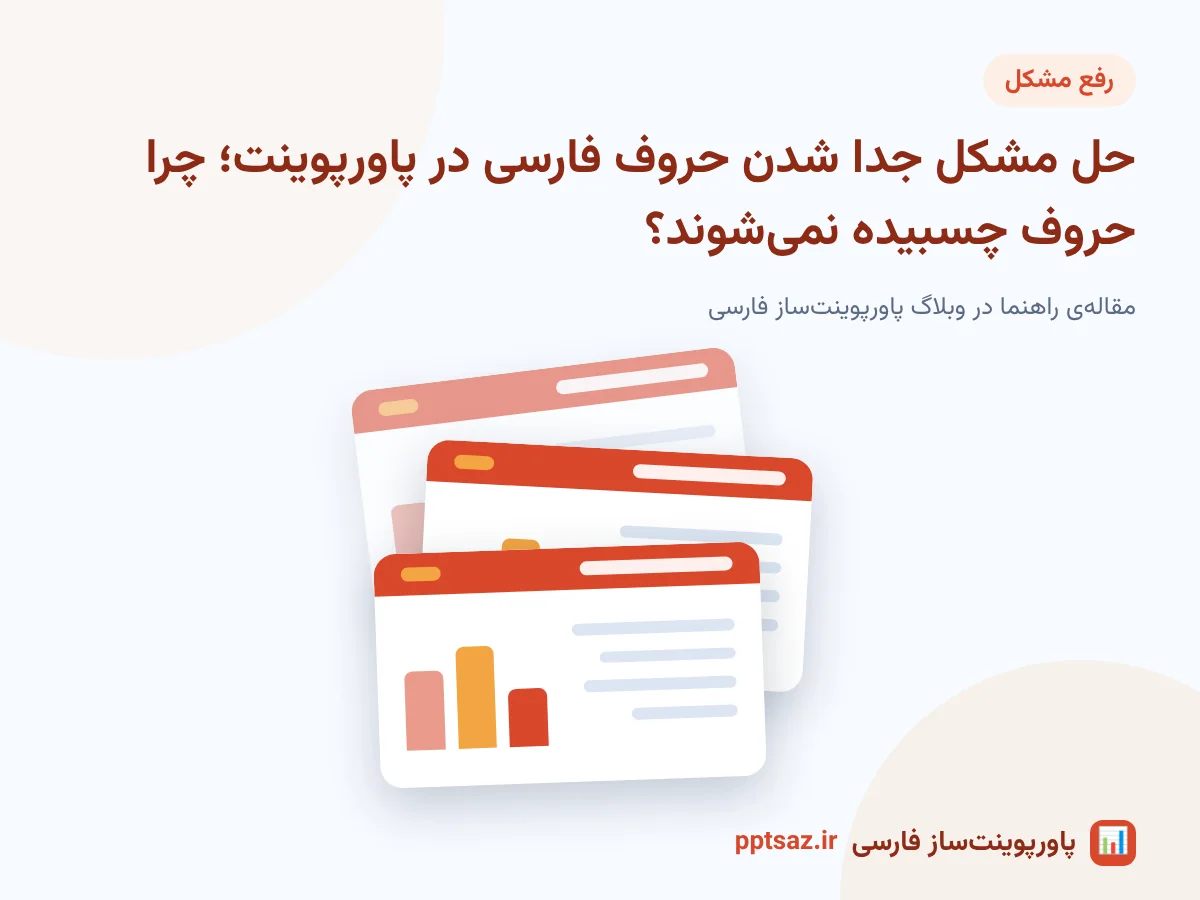 رفع مشکل
حل مشکل جدا شدن حروف فارسی در پاورپوینت؛ چرا
حروف چسبیده نمی‌شوند؟
مقاله‌ی راهنما در وبلاگ پاورپوینت‌ساز فارسی
پاورپوینت‌ساز فارسی pptsaz.ir